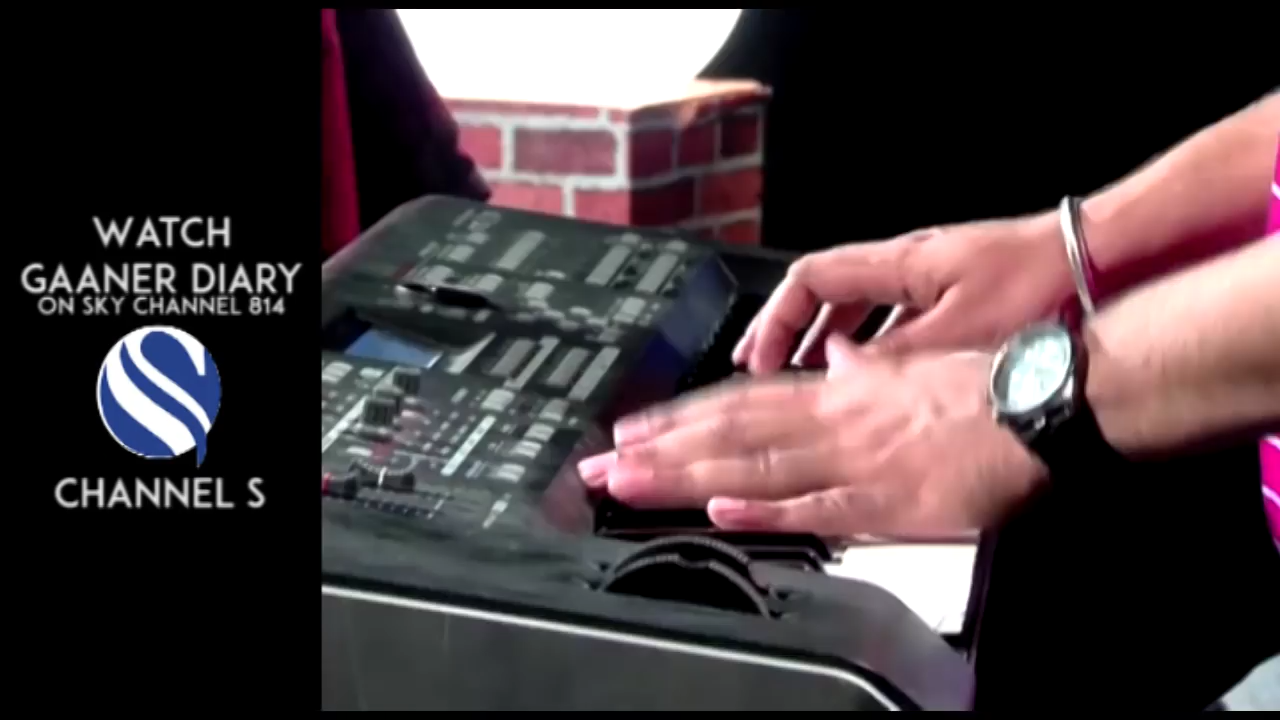 WATCH
GAANER DIARY
ON SKY CHANNEL 814
S
CHANNEL S